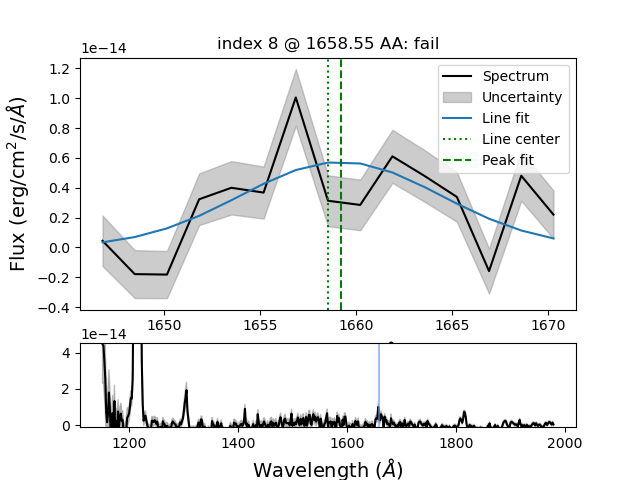 index 8 @ 1658.55 AA: fail
1e−14
1.2
1.0
0.8
0.6
0.4
0.2
0.0
−0.2
−0.4
Flux (erg/cm²/s/Å)
Spectrum
Uncertainty
Line fit
Line center
Peak fit
1650
1655
1660
1665
1670
1e−14
4
2
0
1200
1400
1600
1800
2000
Wavelength (Å)